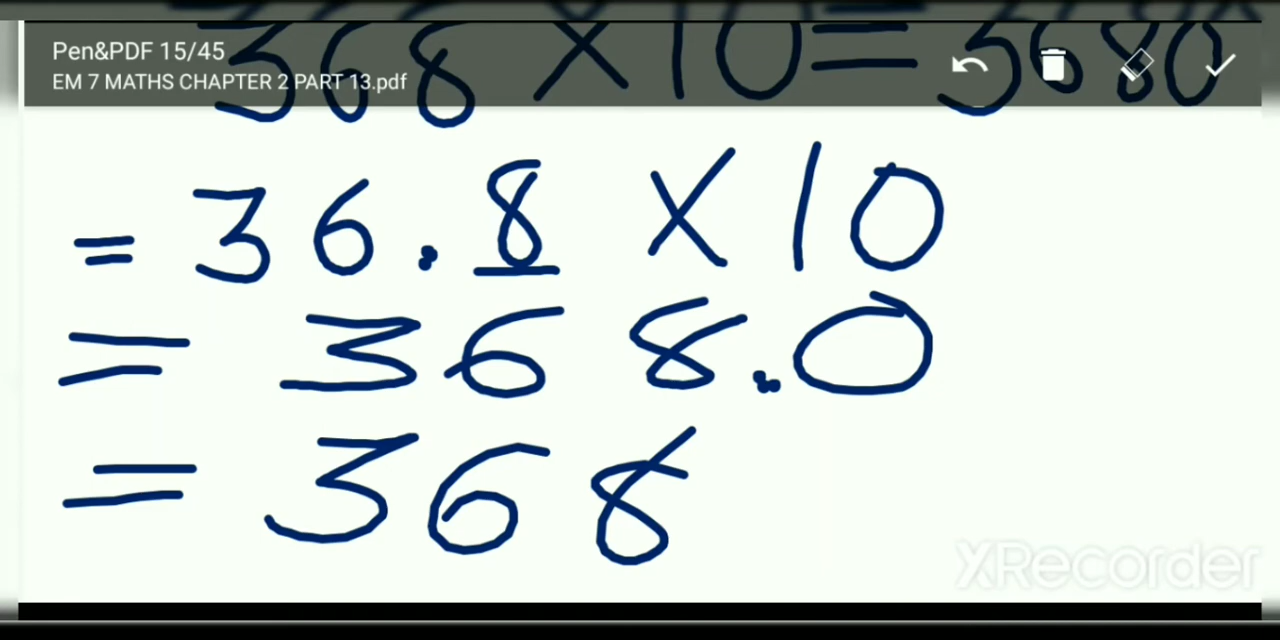 Pen&PDF 15/45
EM 7 MATHS CHAPTER 2 PART 13.pdf
368 × 10 = 3680
= 36.8 × 10
= 368.0
= 368
XRecorder